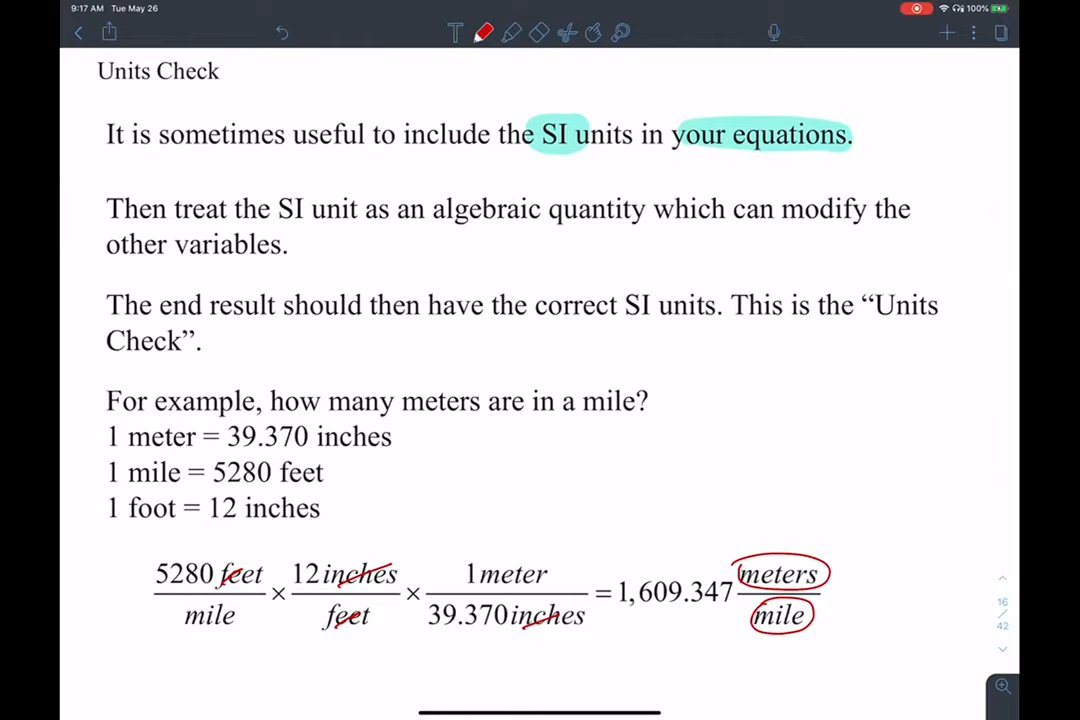 9:17 AM Tue May 26
100%
Units Check
It is sometimes useful to include the SI units in your equations.
Then treat the SI unit as an algebraic quantity which can modify the
other variables.
The end result should then have the correct SI units. This is the “Units
Check”.
For example, how many meters are in a mile?
1 meter = 39.370 inches
1 mile = 5280 feet
1 foot = 12 inches
5280 feet / mile × 12 inches / feet × 1 meter / 39.370 inches = 1,609.347 meters / mile
16
/
42